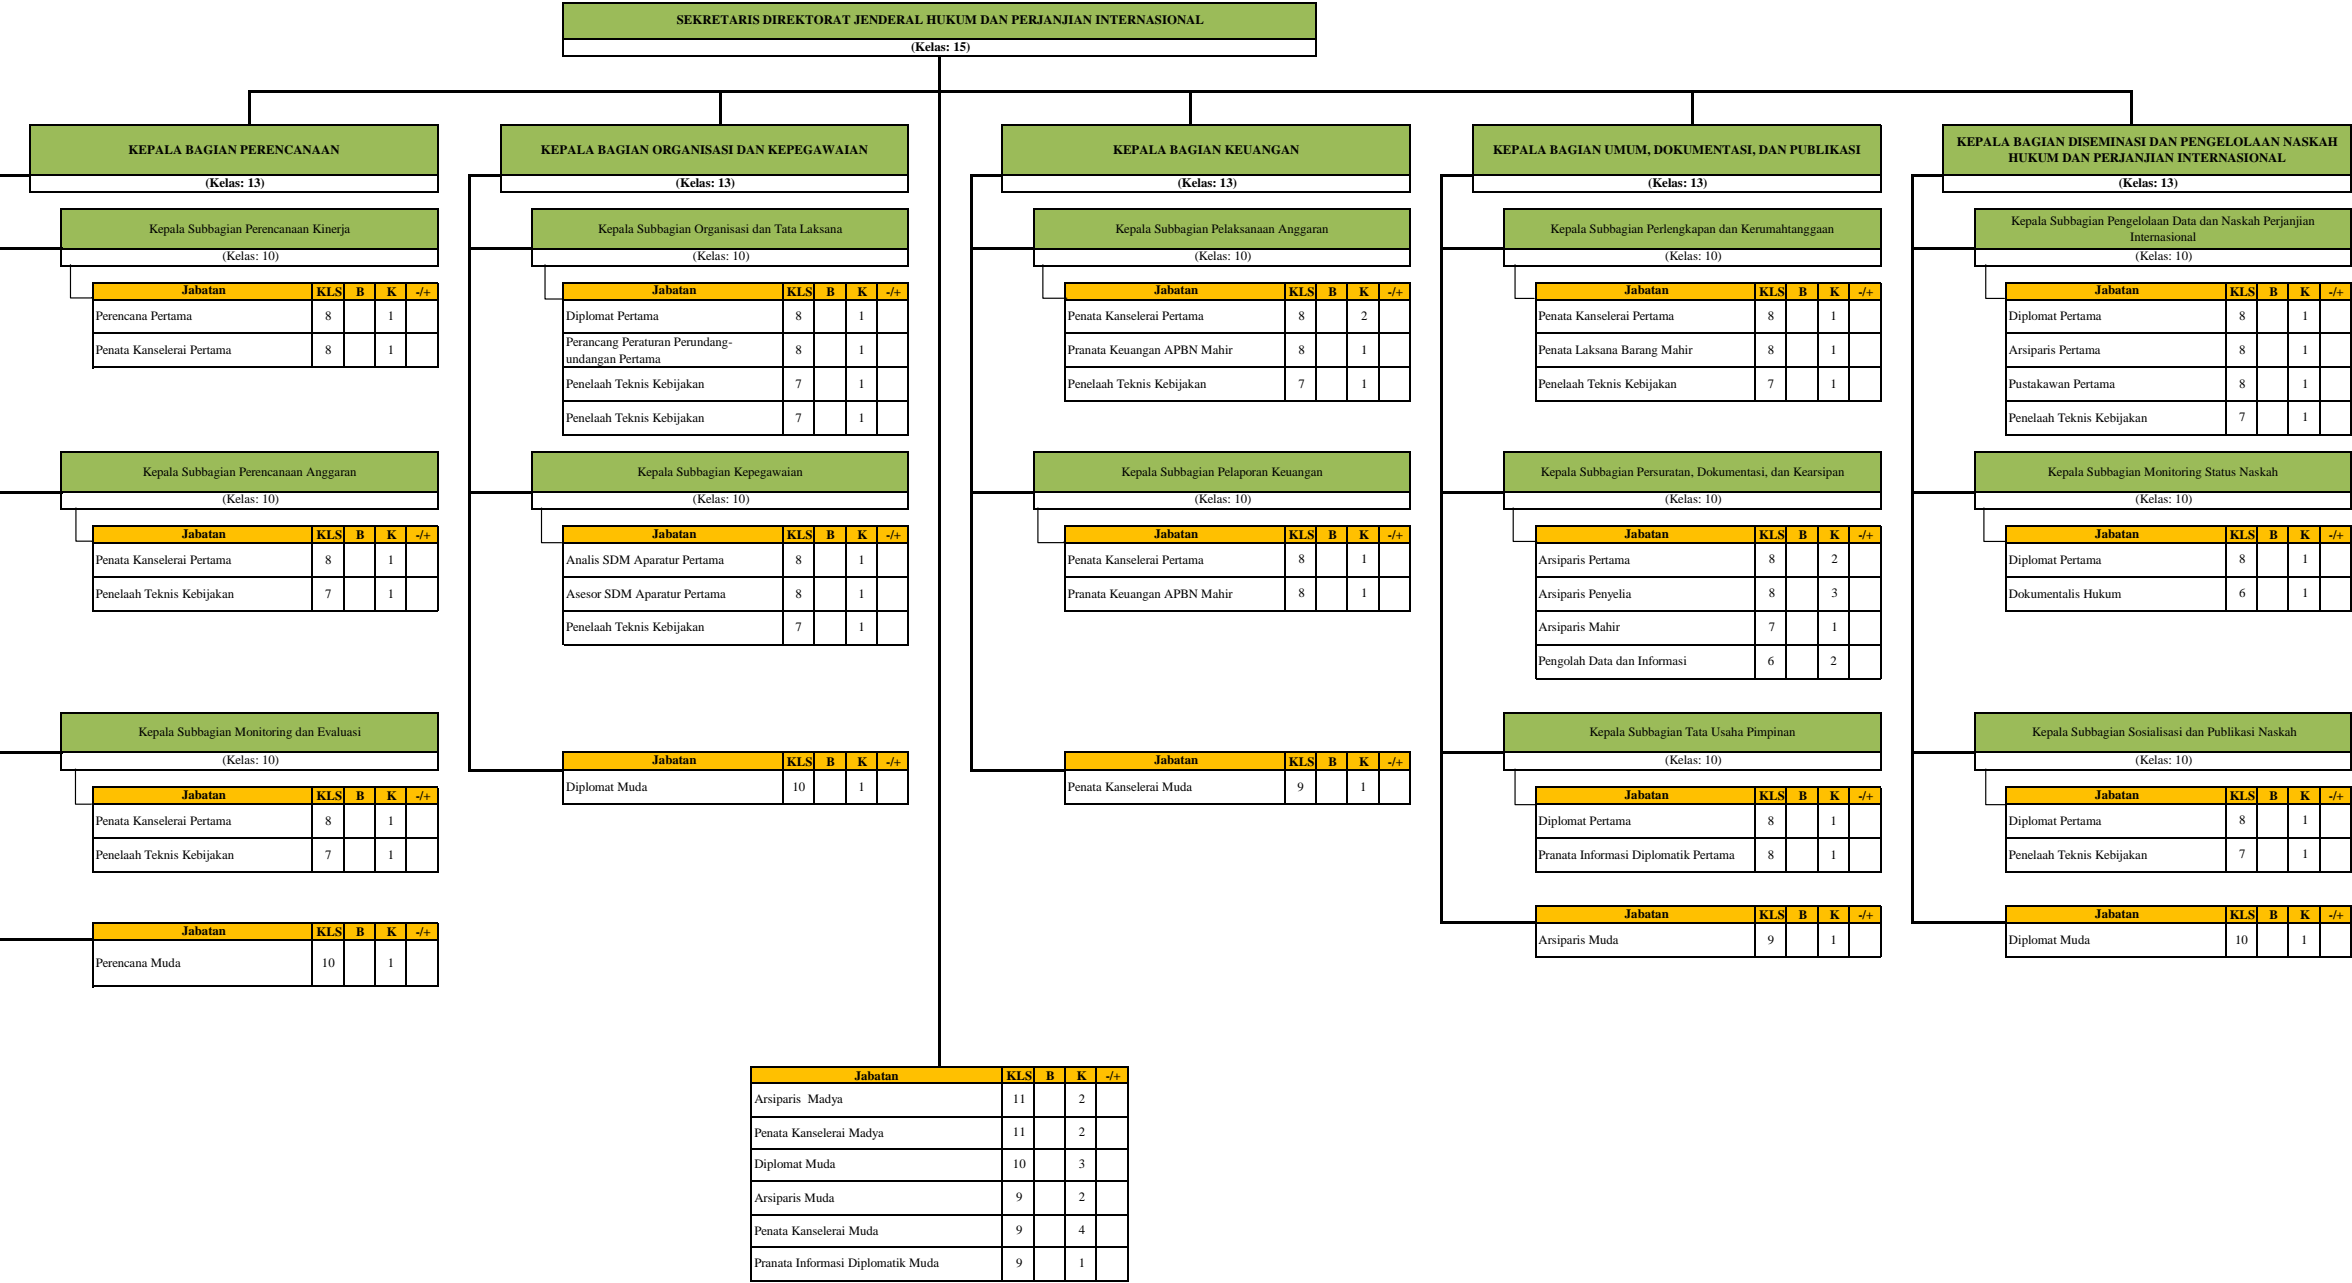 SEKRETARIS DIREKTORAT JENDERAL HUKUM DAN PERJANJIAN INTERNASIONAL
(Kelas: 15)
KEPALA BAGIAN PERENCANAAN
(Kelas: 13)
Kepala Subbagian Perencanaan Kinerja
(Kelas: 10)
Jabatan KLS B K -/+
Perencana Pertama 8 1
Penata Kanselerai Pertama 8 1
Kepala Subbagian Perencanaan Anggaran
(Kelas: 10)
Jabatan KLS B K -/+
Penata Kanselerai Pertama 8 1
Penelaah Teknis Kebijakan 7 1
Kepala Subbagian Monitoring dan Evaluasi
(Kelas: 10)
Jabatan KLS B K -/+
Penata Kanselerai Pertama 8 1
Penelaah Teknis Kebijakan 7 1
Jabatan KLS B K -/+
Perencana Muda 10 1
KEPALA BAGIAN ORGANISASI DAN KEPEGAWAIAN
(Kelas: 13)
Kepala Subbagian Organisasi dan Tata Laksana
(Kelas: 10)
Jabatan KLS B K -/+
Diplomat Pertama 8 1
Perancang Peraturan Perundang-
undangan Pertama 8 1
Penelaah Teknis Kebijakan 7 1
Penelaah Teknis Kebijakan 7 1
Kepala Subbagian Kepegawaian
(Kelas: 10)
Jabatan KLS B K -/+
Analis SDM Aparatur Pertama 8 1
Asesor SDM Aparatur Pertama 8 1
Penelaah Teknis Kebijakan 7 1
Jabatan KLS B K -/+
Diplomat Muda 10 1
KEPALA BAGIAN KEUANGAN
(Kelas: 13)
Kepala Subbagian Pelaksanaan Anggaran
(Kelas: 10)
Jabatan KLS B K -/+
Penata Kanselerai Pertama 8 2
Pranata Keuangan APBN Mahir 8 1
Penelaah Teknis Kebijakan 7 1
Kepala Subbagian Pelaporan Keuangan
(Kelas: 10)
Jabatan KLS B K -/+
Penata Kanselerai Pertama 8 1
Pranata Keuangan APBN Mahir 8 1
Jabatan KLS B K -/+
Penata Kanselerai Muda 9 1
KEPALA BAGIAN UMUM, DOKUMENTASI, DAN PUBLIKASI
(Kelas: 13)
Kepala Subbagian Perlengkapan dan Kerumahtanggaan
(Kelas: 10)
Jabatan KLS B K -/+
Penata Kanselerai Pertama 8 1
Penata Laksana Barang Mahir 8 1
Penelaah Teknis Kebijakan 7 1
Kepala Subbagian Persuratan, Dokumentasi, dan Kearsipan
(Kelas: 10)
Jabatan KLS B K -/+
Arsiparis Pertama 8 2
Arsiparis Penyelia 8 3
Arsiparis Mahir 7 1
Pengolah Data dan Informasi 6 2
Kepala Subbagian Tata Usaha Pimpinan
(Kelas: 10)
Jabatan KLS B K -/+
Diplomat Pertama 8 1
Pranata Informasi Diplomatik Pertama 8 1
Jabatan KLS B K -/+
Arsiparis Muda 9 1
KEPALA BAGIAN DISEMINASI DAN PENGELOLAAN NASKAH
HUKUM DAN PERJANJIAN INTERNASIONAL
(Kelas: 13)
Kepala Subbagian Pengelolaan Data dan Naskah Perjanjian
Internasional
(Kelas: 10)
Jabatan KLS B K -/+
Diplomat Pertama 8 1
Arsiparis Pertama 8 1
Pustakawan Pertama 8 1
Penelaah Teknis Kebijakan 7 1
Kepala Subbagian Monitoring Status Naskah
(Kelas: 10)
Jabatan KLS B K -/+
Diplomat Pertama 8 1
Dokumentalis Hukum 6 1
Kepala Subbagian Sosialisasi dan Publikasi Naskah
(Kelas: 10)
Jabatan KLS B K -/+
Diplomat Pertama 8 1
Penelaah Teknis Kebijakan 7 1
Jabatan KLS B K -/+
Diplomat Muda 10 1
Jabatan KLS B K -/+
Arsiparis Madya 11 2
Penata Kanselerai Madya 11 2
Diplomat Muda 10 3
Arsiparis Muda 9 2
Penata Kanselerai Muda 9 4
Pranata Informasi Diplomatik Muda 9 1